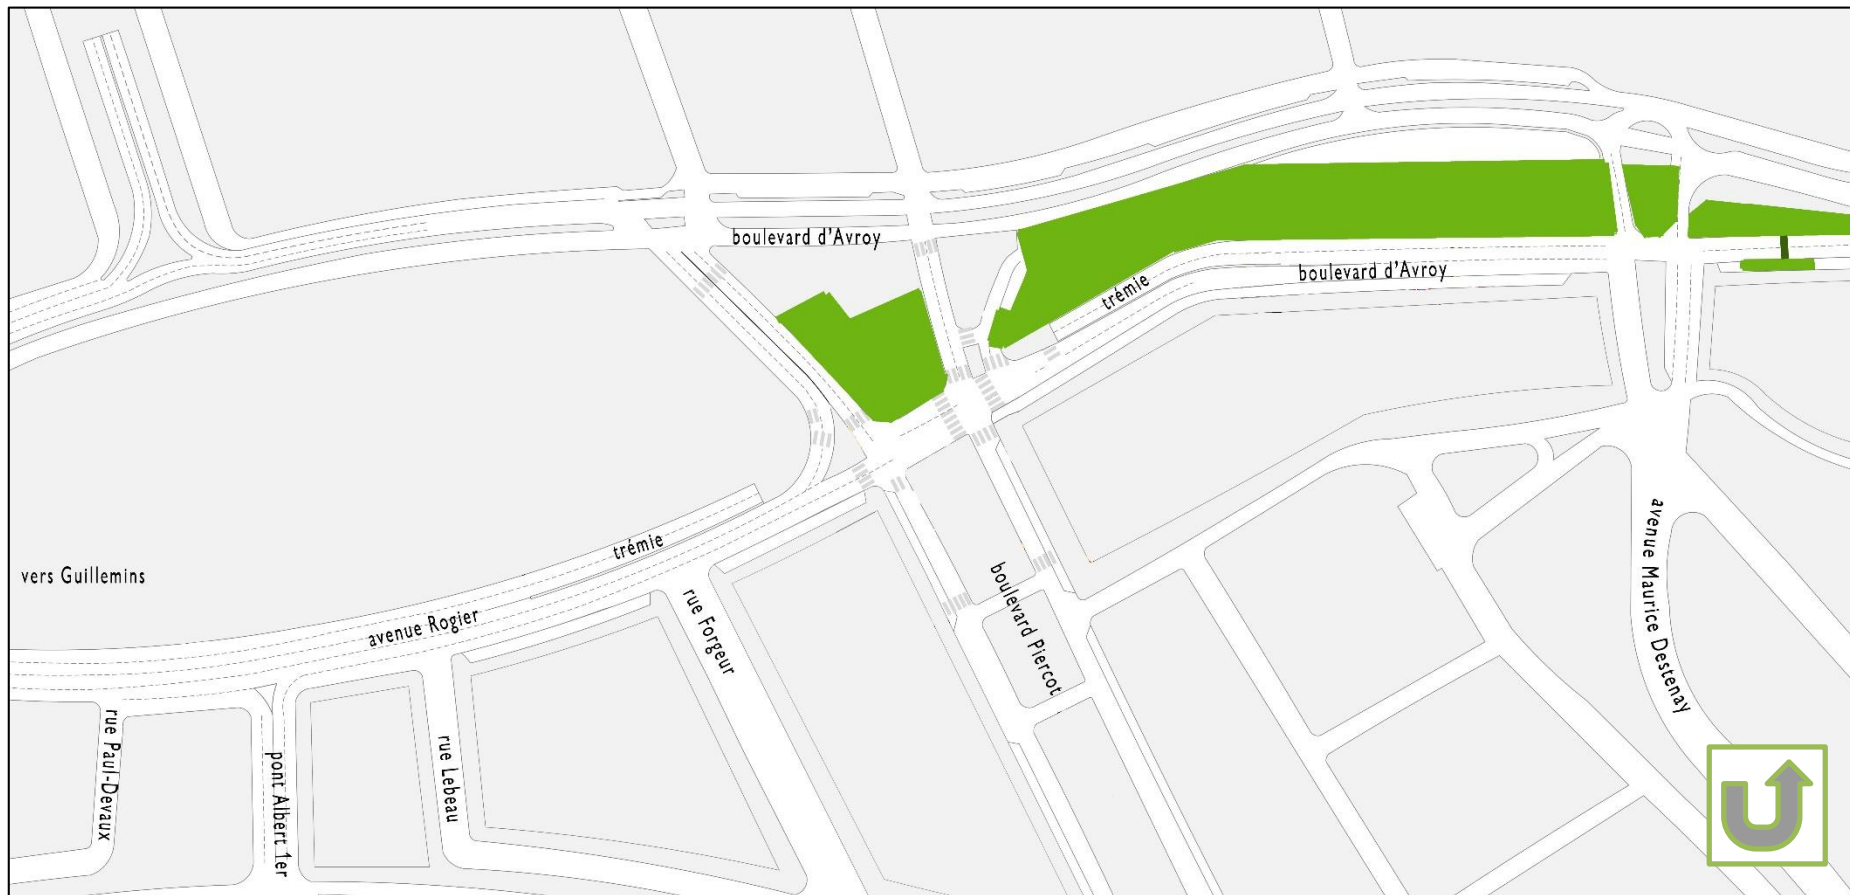 boulevard d'Avroy
boulevard d'Avroy
trémie
trémie
vers Guillemins
avenue Rogier
rue Forgeur
boulevard Piercot
avenue Maurice Destenay
rue Paul-Devaux
pont Albert 1er
rue Lebeau